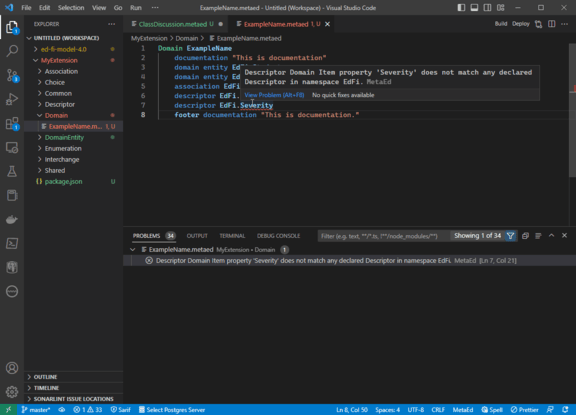 File Edit Selection View Go Run ··· ExampleName.metaed - Untitled (Workspace) - Visual Studio Code
EXPLORER ···
UNTITLED (WORKSPACE)
ed-fi-model-4.0
MyExtension
Association
Choice
Common
Descriptor
Domain
ExampleName.m... 1, U
DomainEntity
Enumeration
Interchange
Shared
package.json U
OUTLINE
TIMELINE
SONARLINT ISSUE LOCATIONS
ClassDiscussion.metaed U
ExampleName.metaed 1, U
Build Deploy
MyExtension > Domain > ExampleName.metaed
1 Domain ExampleName
2 documentation "This is documentation"
3 domain entity EdFi
4 domain entity EdFi
5 association EdFi
6 descriptor EdFi.
7 descriptor EdFi.Severity
8 footer documentation "This is documentation."
Descriptor Domain Item property 'Severity' does not match any declared
Descriptor in namespace EdFi. MetaEd
View Problem (Alt+F8) No quick fixes available
PROBLEMS 34 OUTPUT TERMINAL DEBUG CONSOLE
Filter (e.g. text, **/*.ts, !**/node_modules/**) Showing 1 of 34
ExampleName.metaed MyExtension • Domain 1
Descriptor Domain Item property 'Severity' does not match any declared Descriptor in namespace EdFi. MetaEd [Ln 7, Col 21]
master* 1 33 Sarif Select Postgres Server
Ln 8, Col 50 Spaces: 4 UTF-8 CRLF MetaEd Spell Prettier